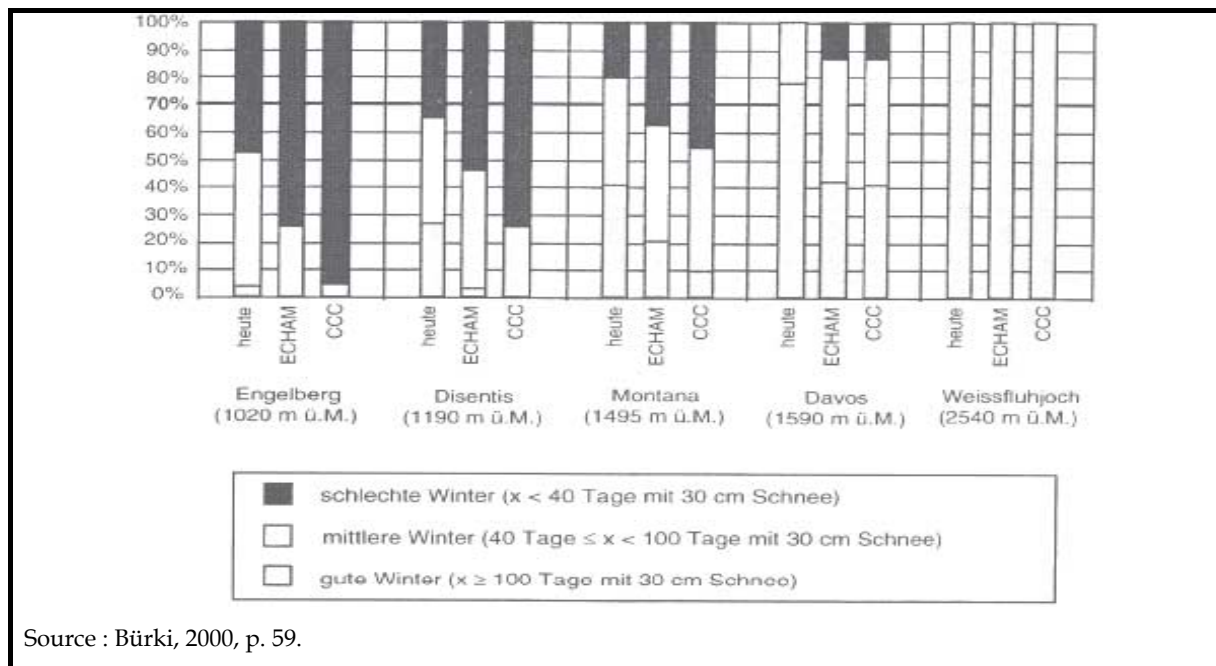 100%
90%
80%
70%
60%
50%
40%
30%
20%
10%
0%
heute ECHAM CCC heute ECHAM CCC heute ECHAM CCC heute ECHAM CCC heute ECHAM CCC
Engelberg Disentis Montana Davos Weissfluhjoch
(1020 m ü.M.) (1190 m ü.M.) (1495 m ü.M.) (1590 m ü.M.) (2540 m ü.M.)
schlechte Winter (x < 40 Tage mit 30 cm Schnee)
mittlere Winter (40 Tage ≤ x < 100 Tage mit 30 cm Schnee)
gute Winter (x ≥ 100 Tage mit 30 cm Schnee)
Source : Bürki, 2000, p. 59.